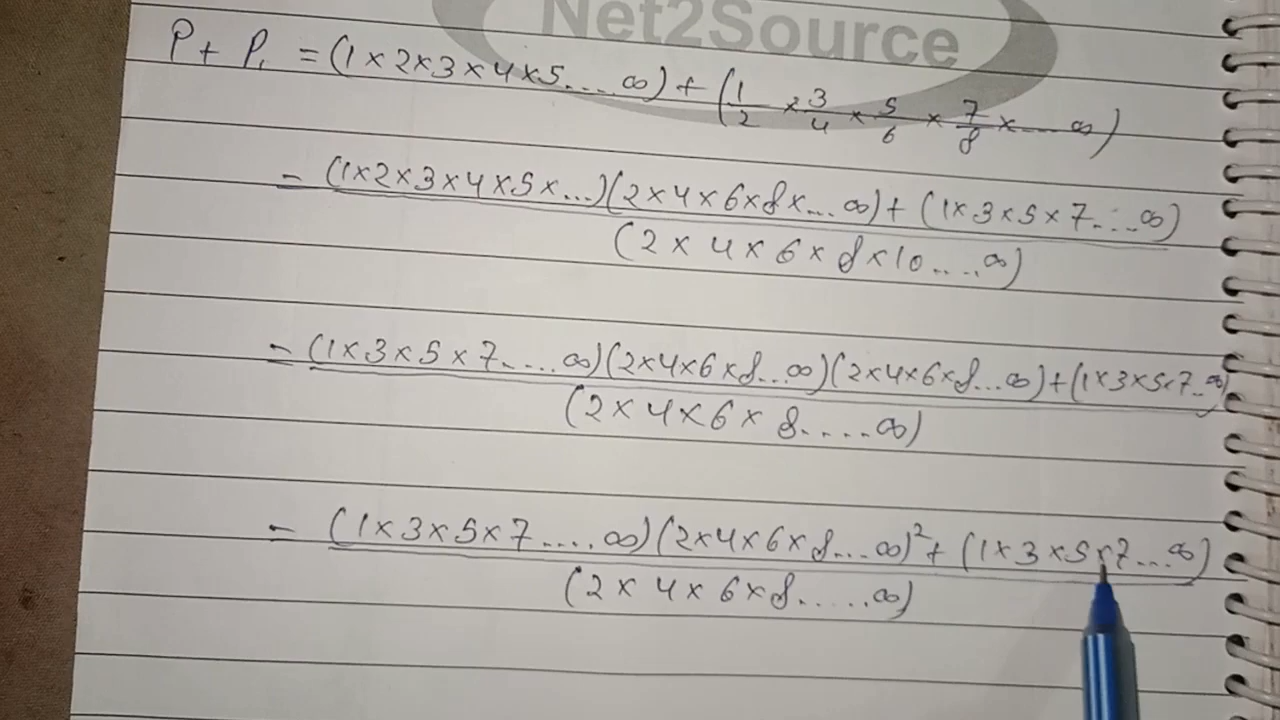 Net2Source
P + P₁ = (1×2×3×4×5....∞) + (1/2 × 3/4 × 5/6 × 7/8 × ....∞)
= (1×2×3×4×5×...)(2×4×6×8×...∞) + (1×3×5×7....∞)
(2×4×6×8×10....∞)
= (1×3×5×7.....∞)(2×4×6×8...∞)(2×4×6×8...∞) + (1×3×5×7..∞)
(2×4×6×8.....∞)
= (1×3×5×7.....∞)(2×4×6×8...∞)² + (1×3×5×7...∞)
(2×4×6×8......∞)